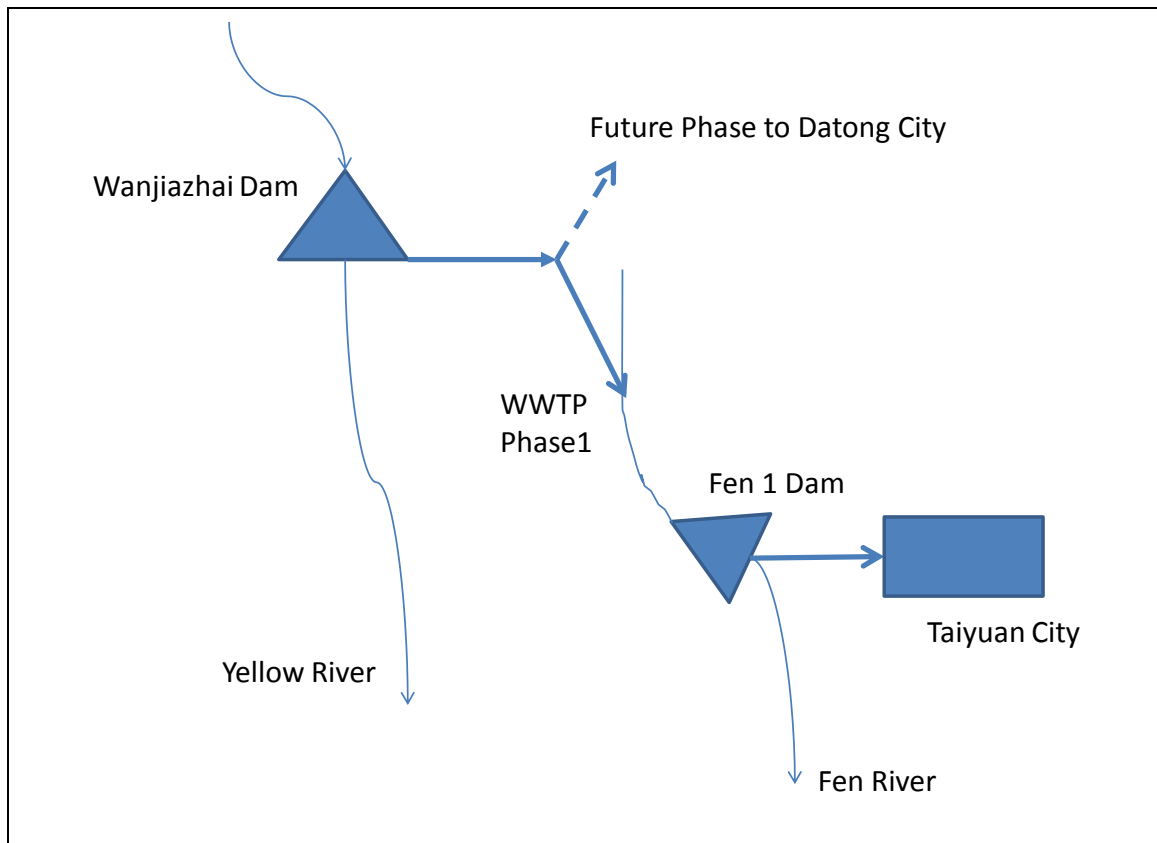 Future Phase to Datong City
Wanjiazhai Dam
WWTP
Phase1
Fen 1 Dam
Taiyuan City
Yellow River
Fen River